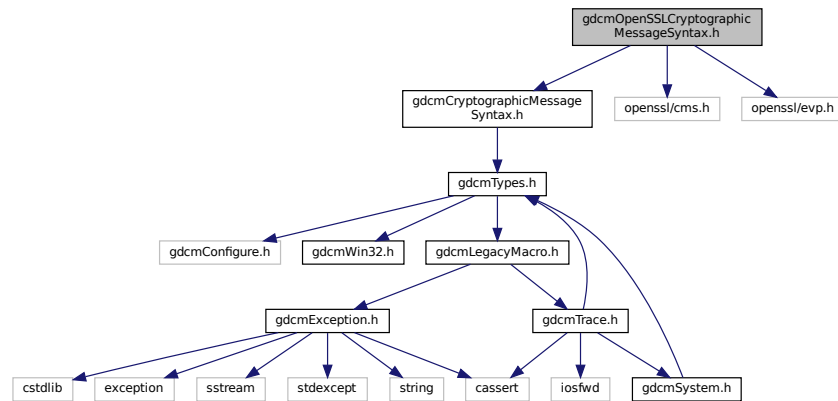 gdcmOpenSSLCryptographic
MessageSyntax.h
gdcmCryptographicMessage
Syntax.h
openssl/cms.h
openssl/evp.h
gdcmTypes.h
gdcmConfigure.h
gdcmWin32.h
gdcmLegacyMacro.h
gdcmException.h
gdcmTrace.h
cstdlib
exception
sstream
stdexcept
string
cassert
iosfwd
gdcmSystem.h